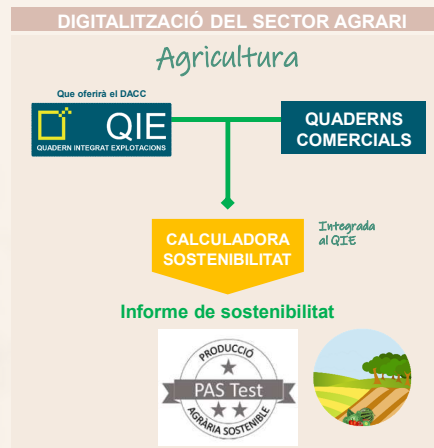 DIGITALITZACIÓ DEL SECTOR AGRARI
Agricultura
Que oferirà el DACC
QIE
QUADERN INTEGRAT EXPLOTACIONS
QUADERNS
COMERCIALS
CALCULADORA
SOSTENIBILITAT
Integrada
al QIE
Informe de sostenibilitat
PRODUCCIÓ
PAS Test
AGRÀRIA SOSTENIBLE